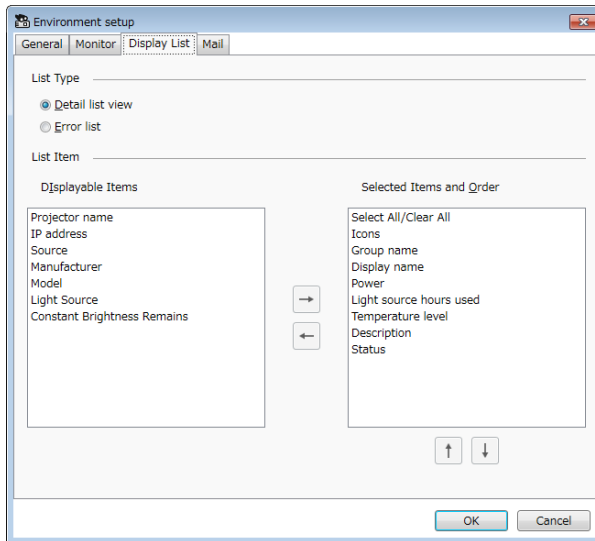 Environment setup
General Monitor Display List Mail
List Type
Detail list view
Error list
List Item
DIsplayable Items
Projector name
IP address
Source
Manufacturer
Model
Light Source
Constant Brightness Remains
→
←
Selected Items and Order
Select All/Clear All
Icons
Group name
Display name
Power
Light source hours used
Temperature level
Description
Status
↑ ↓
OK Cancel